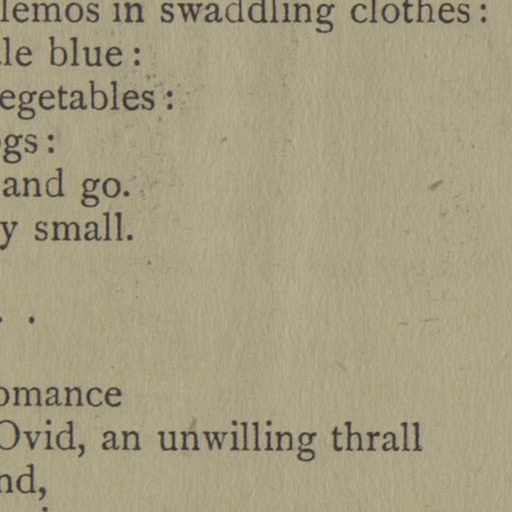 lemos in swaddling clothes:
le blue:
egetables:
gs:
and go.
y small.
. .
omance
Ovid, an unwilling thrall
nd,